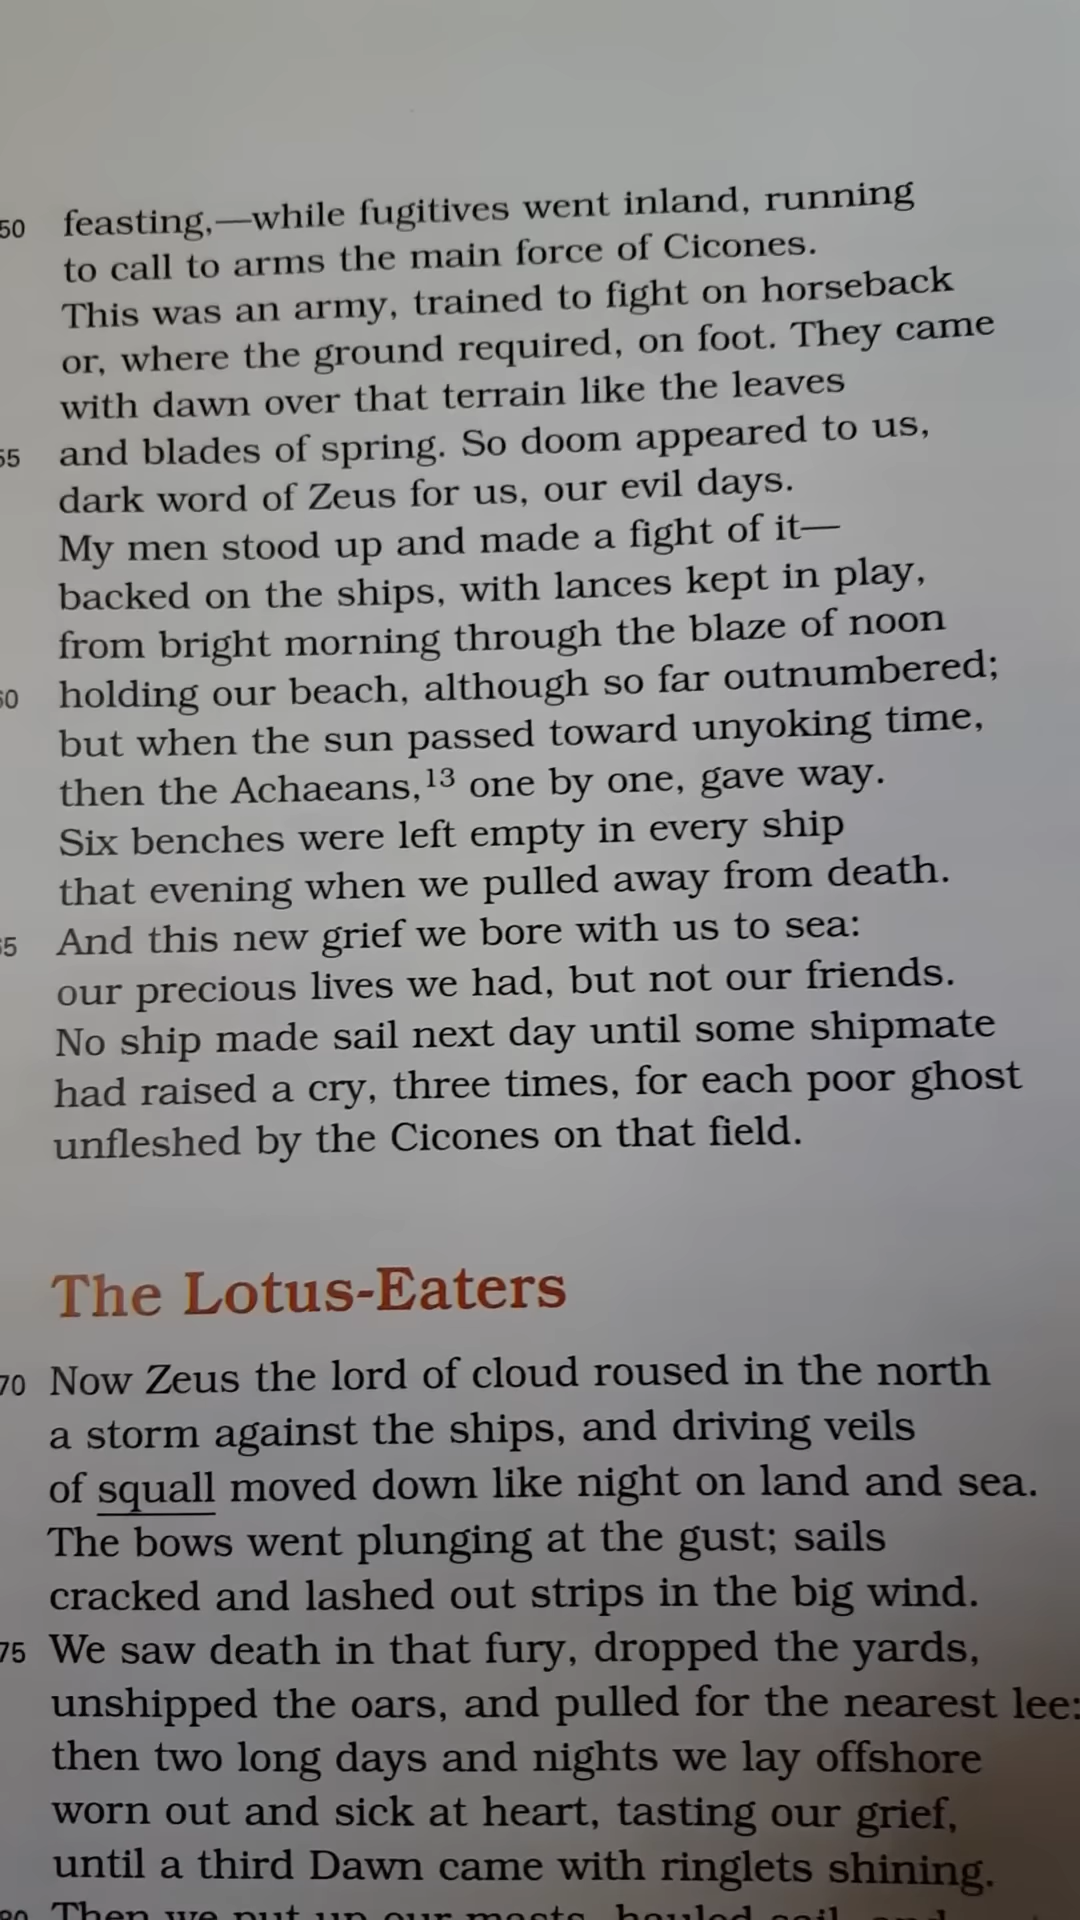 50 feasting,—while fugitives went inland, running
to call to arms the main force of Cicones.
This was an army, trained to fight on horseback
or, where the ground required, on foot. They came
with dawn over that terrain like the leaves
55 and blades of spring. So doom appeared to us,
dark word of Zeus for us, our evil days.
My men stood up and made a fight of it—
backed on the ships, with lances kept in play,
from bright morning through the blaze of noon
60 holding our beach, although so far outnumbered;
but when the sun passed toward unyoking time,
then the Achaeans,¹³ one by one, gave way.
Six benches were left empty in every ship
that evening when we pulled away from death.
65 And this new grief we bore with us to sea:
our precious lives we had, but not our friends.
No ship made sail next day until some shipmate
had raised a cry, three times, for each poor ghost
unfleshed by the Cicones on that field.
The Lotus-Eaters
70 Now Zeus the lord of cloud roused in the north
a storm against the ships, and driving veils
of squall moved down like night on land and sea.
The bows went plunging at the gust; sails
cracked and lashed out strips in the big wind.
75 We saw death in that fury, dropped the yards,
unshipped the oars, and pulled for the nearest lee:
then two long days and nights we lay offshore
worn out and sick at heart, tasting our grief,
until a third Dawn came with ringlets shining.
80 Then we put up our masts, hauled sail, and